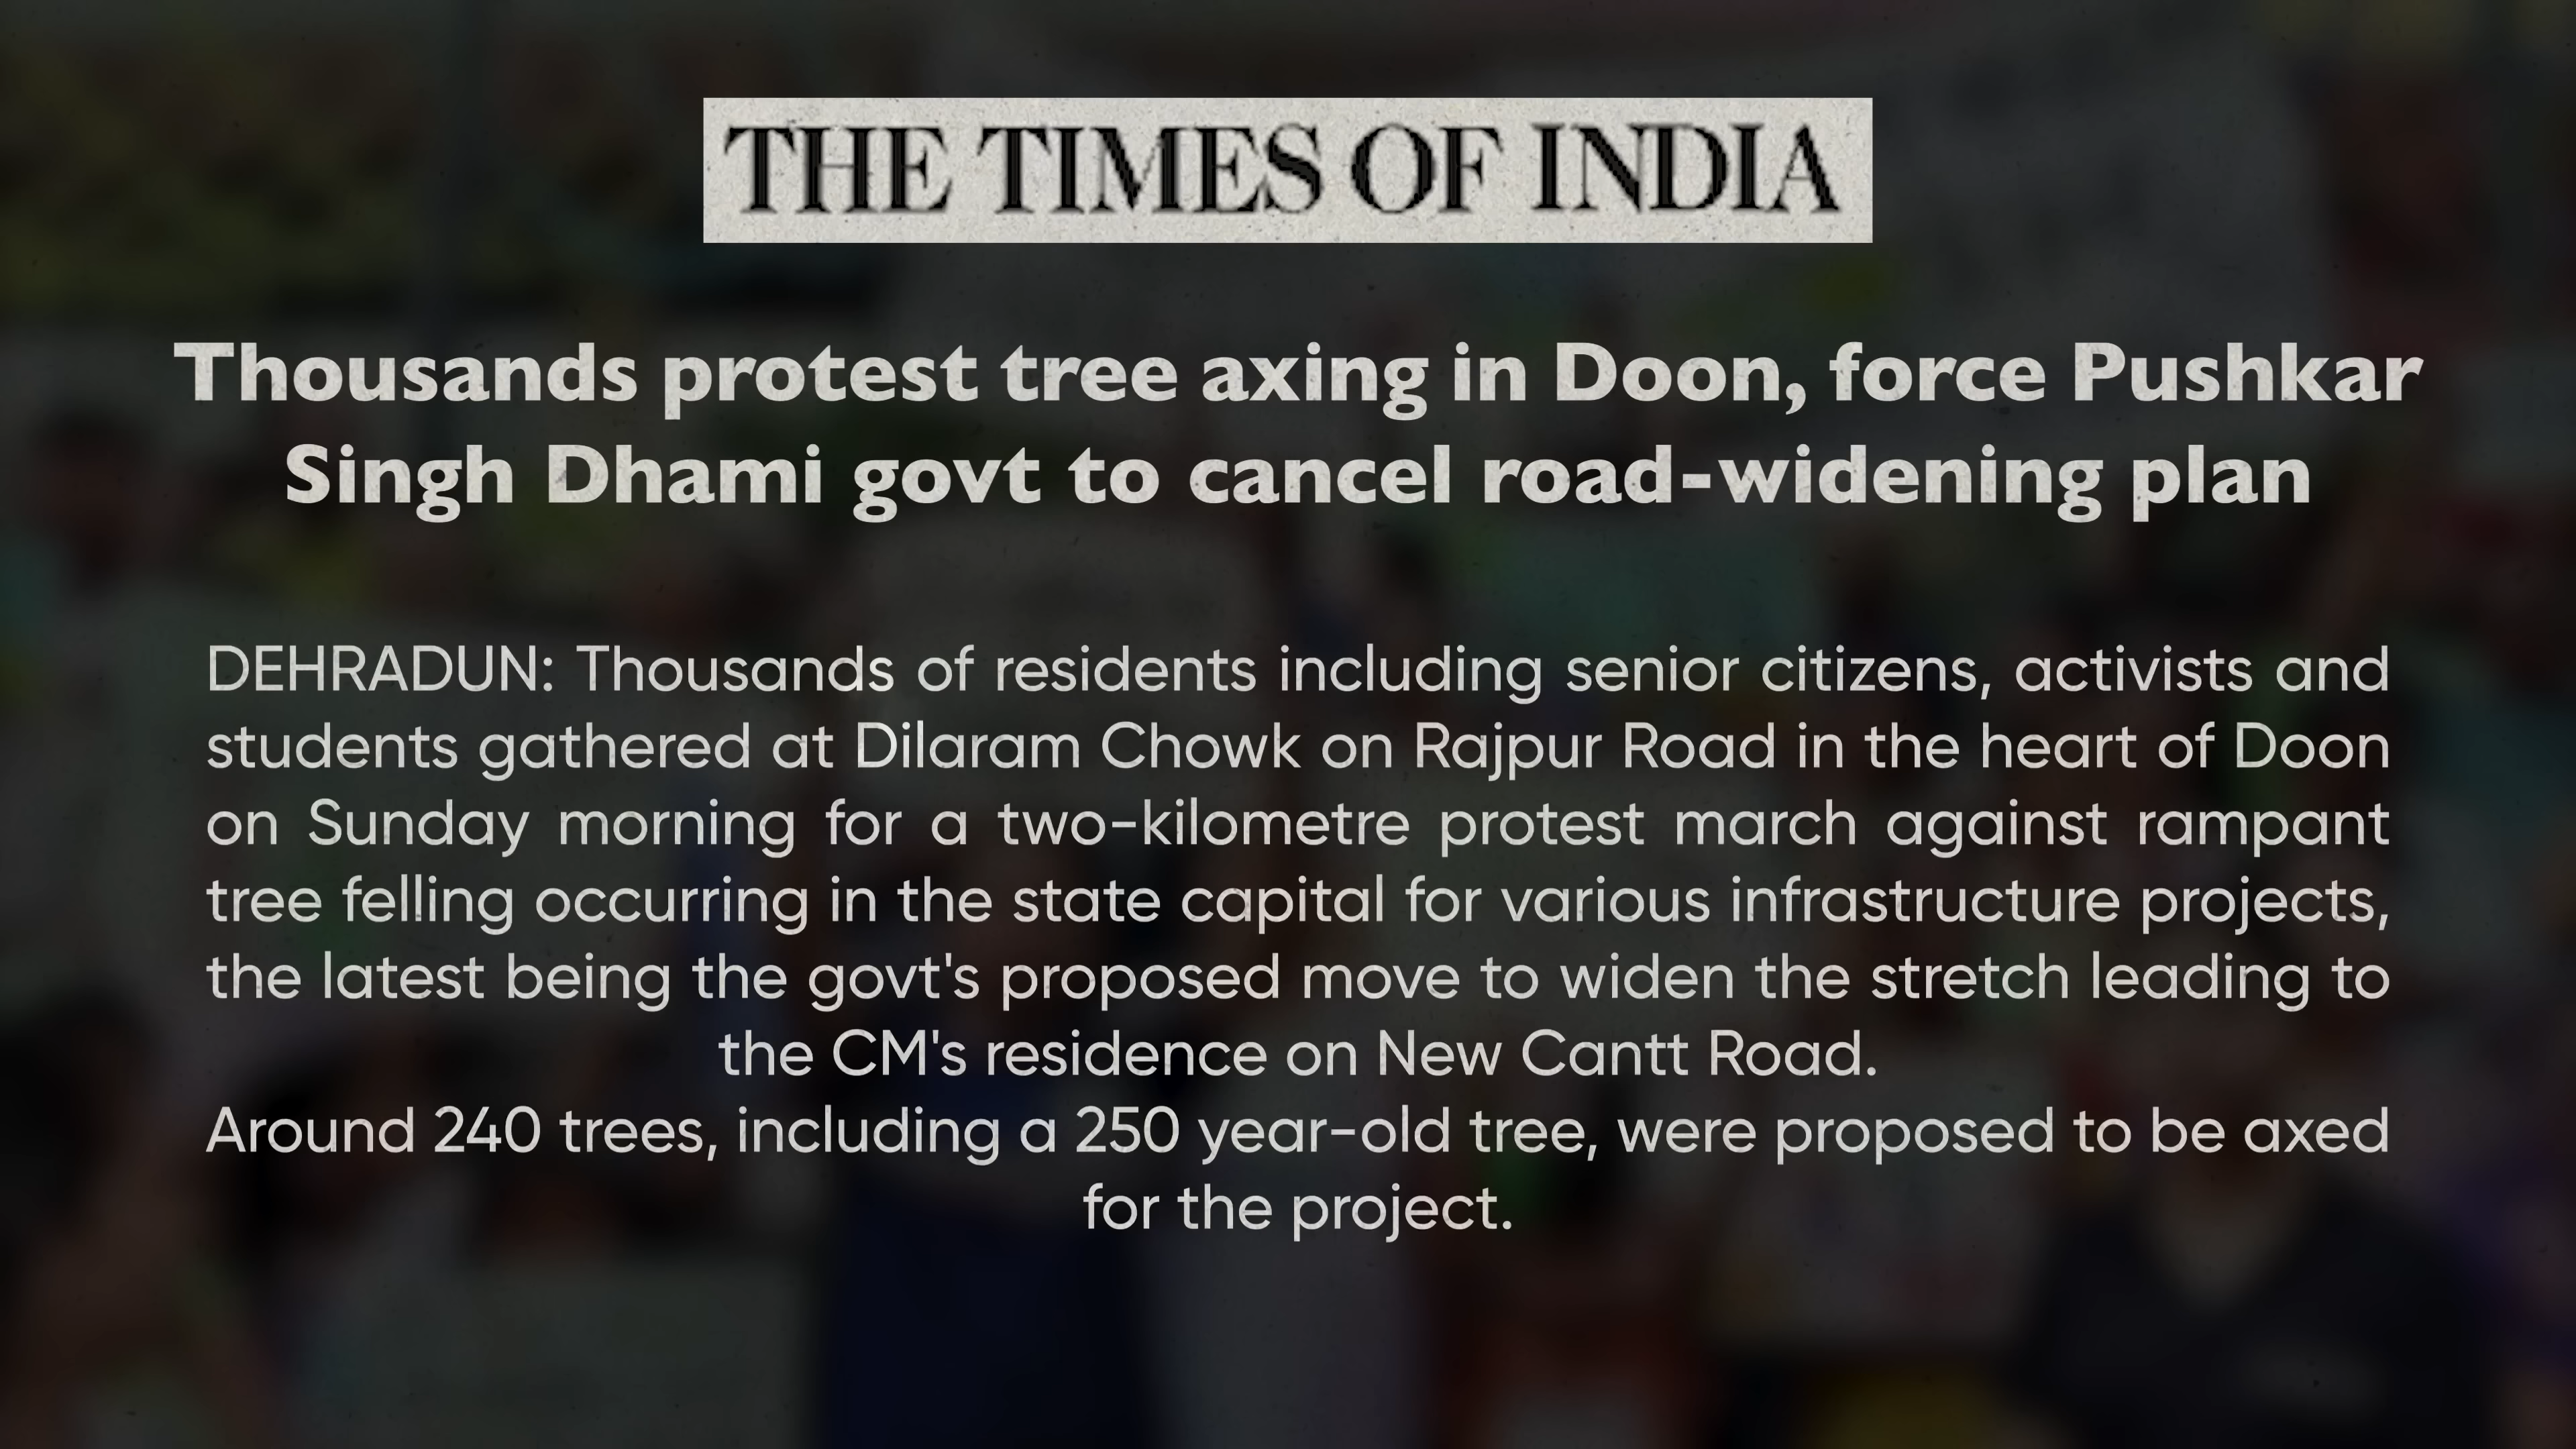 THE TIMES OF INDIA
Thousands protest tree axing in Doon, force Pushkar
Singh Dhami govt to cancel road-widening plan
DEHRADUN: Thousands of residents including senior citizens, activists and
students gathered at Dilaram Chowk on Rajpur Road in the heart of Doon
on Sunday morning for a two-kilometre protest march against rampant
tree felling occurring in the state capital for various infrastructure projects,
the latest being the govt's proposed move to widen the stretch leading to
the CM's residence on New Cantt Road.
Around 240 trees, including a 250 year-old tree, were proposed to be axed
for the project.